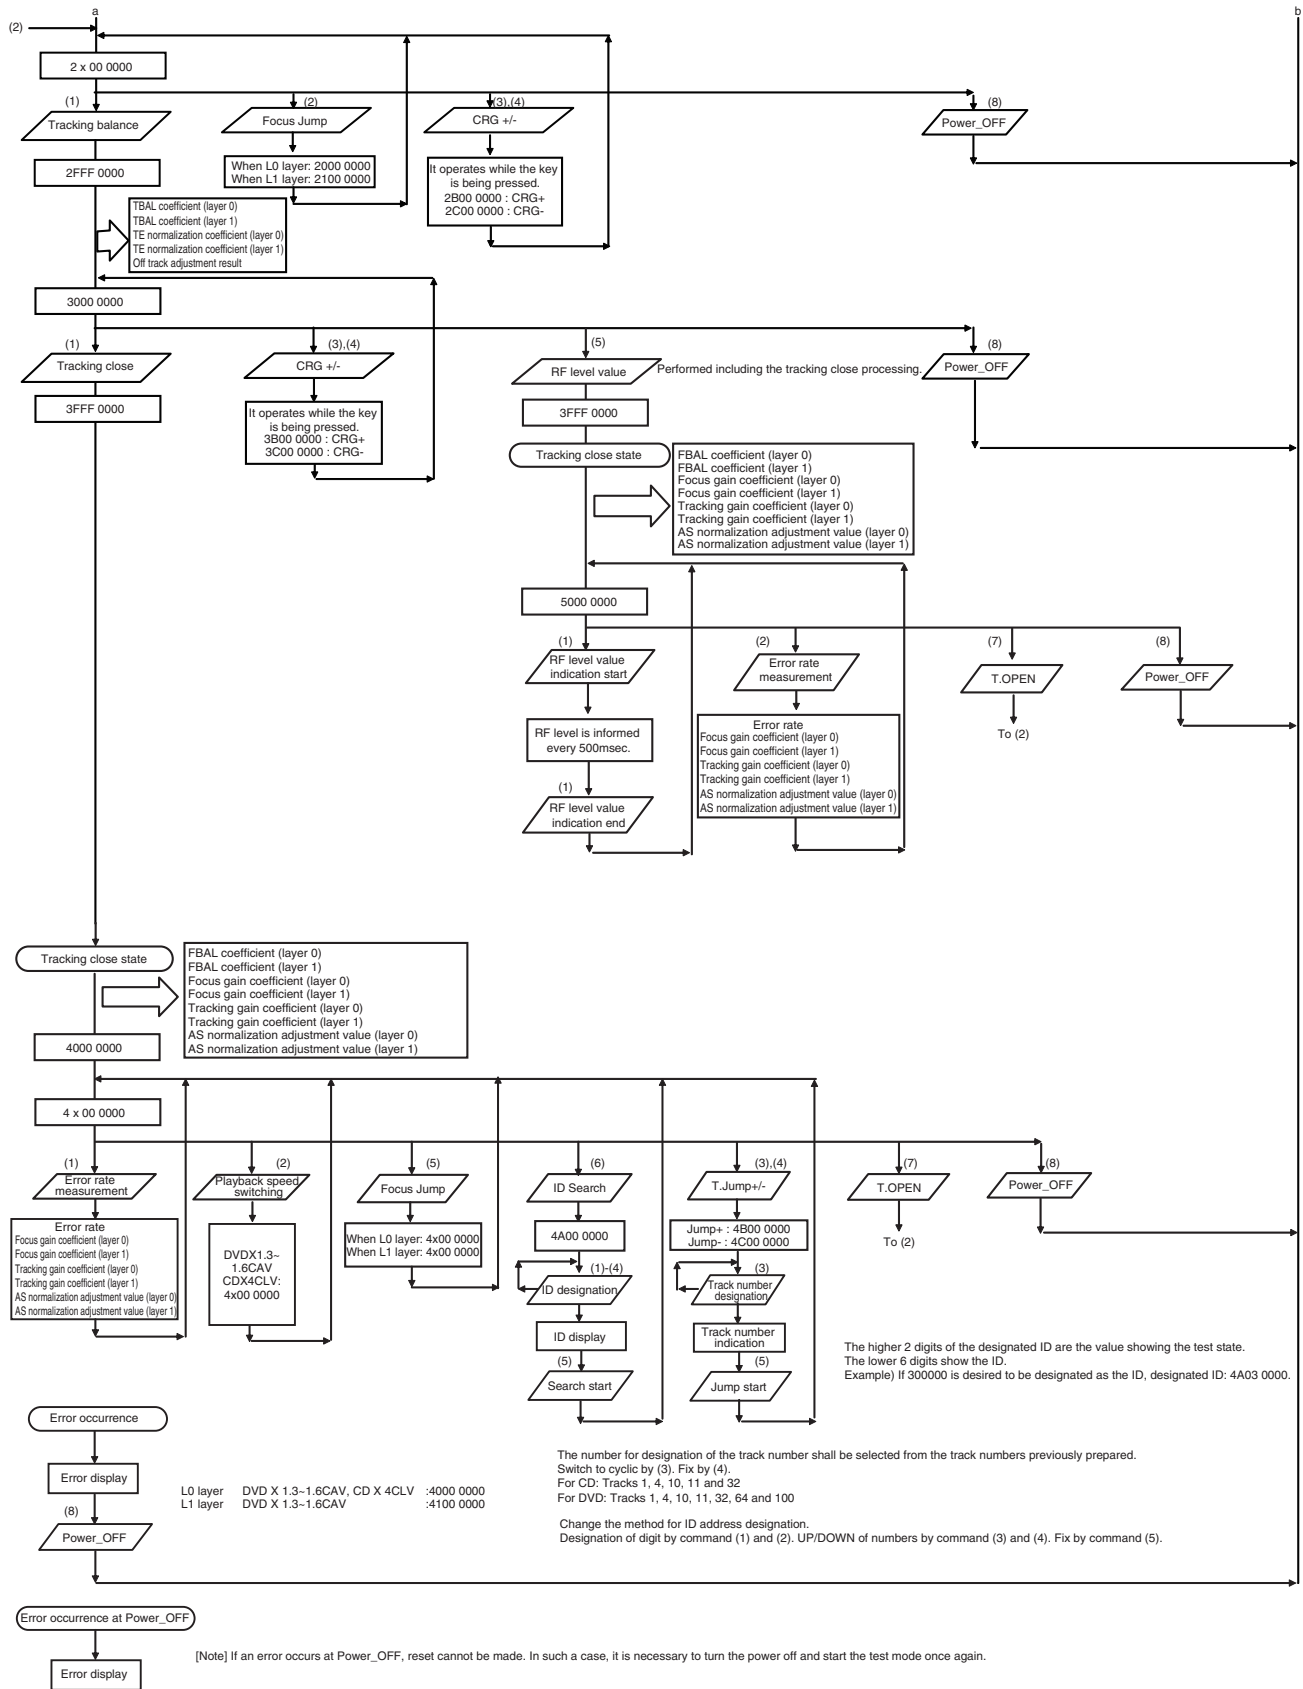 a
b
(2)
2 x 00 0000
(1)
(2)
(3),(4)
(8)
Tracking balance
Focus Jump
CRG +/-
Power_OFF
2FFF 0000
When L0 layer: 2000 0000
When L1 layer: 2100 0000
It operates while the key
is being pressed.
2B00 0000 : CRG+
2C00 0000 : CRG-
TBAL coefficient (layer 0)
TBAL coefficient (layer 1)
TE normalization coefficient (layer 0)
TE normalization coefficient (layer 1)
Off track adjustment result
3000 0000
(1)
(3),(4)
(5)
(8)
Tracking close
CRG +/-
RF level value
Performed including the tracking close processing.
Power_OFF
3FFF 0000
It operates while the key
is being pressed.
3B00 0000 : CRG+
3C00 0000 : CRG-
3FFF 0000
Tracking close state
FBAL coefficient (layer 0)
FBAL coefficient (layer 1)
Focus gain coefficient (layer 0)
Focus gain coefficient (layer 1)
Tracking gain coefficient (layer 0)
Tracking gain coefficient (layer 1)
AS normalization adjustment value (layer 0)
AS normalization adjustment value (layer 1)
5000 0000
(1)
(2)
(7)
(8)
RF level value
indication start
Error rate
measurement
T.OPEN
Power_OFF
To (2)
RF level is informed
every 500msec.
Error rate
Focus gain coefficient (layer 0)
Focus gain coefficient (layer 1)
Tracking gain coefficient (layer 0)
Tracking gain coefficient (layer 1)
AS normalization adjustment value (layer 0)
AS normalization adjustment value (layer 1)
(1)
RF level value
indication end
Tracking close state
FBAL coefficient (layer 0)
FBAL coefficient (layer 1)
Focus gain coefficient (layer 0)
Focus gain coefficient (layer 1)
Tracking gain coefficient (layer 0)
Tracking gain coefficient (layer 1)
AS normalization adjustment value (layer 0)
AS normalization adjustment value (layer 1)
4000 0000
4 x 00 0000
(1)
(2)
(5)
(6)
(3),(4)
(7)
(8)
Error rate
measurement
Playback speed
switching
Focus Jump
ID Search
T.Jump+/-
T.OPEN
Power_OFF
Error rate
Focus gain coefficient (layer 0)
Focus gain coefficient (layer 1)
Tracking gain coefficient (layer 0)
Tracking gain coefficient (layer 1)
AS normalization adjustment value (layer 0)
AS normalization adjustment value (layer 1)
DVDX1.3~
1.6CAV
CDX4CLV:
4x00 0000
When L0 layer: 4x00 0000
When L1 layer: 4x00 0000
4A00 0000
(1)-(4)
ID designation
ID display
(5)
Search start
Jump+ : 4B00 0000
Jump- : 4C00 0000
(3)
Track number
designation
Track number
indication
(5)
Jump start
To (2)
The higher 2 digits of the designated ID are the value showing the test state.
The lower 6 digits show the ID.
Example) If 300000 is desired to be designated as the ID, designated ID: 4A03 0000.
Error occurrence
Error display
(8)
Power_OFF
L0 layer DVD X 1.3~1.6CAV, CD X 4CLV :4000 0000
L1 layer DVD X 1.3~1.6CAV :4100 0000
The number for designation of the track number shall be selected from the track numbers previously prepared.
Switch to cyclic by (3). Fix by (4).
For CD: Tracks 1, 4, 10, 11 and 32
For DVD: Tracks 1, 4, 10, 11, 32, 64 and 100
Change the method for ID address designation.
Designation of digit by command (1) and (2). UP/DOWN of numbers by command (3) and (4). Fix by command (5).
Error occurrence at Power_OFF
Error display
[Note] If an error occurs at Power_OFF, reset cannot be made. In such a case, it is necessary to turn the power off and start the test mode once again.